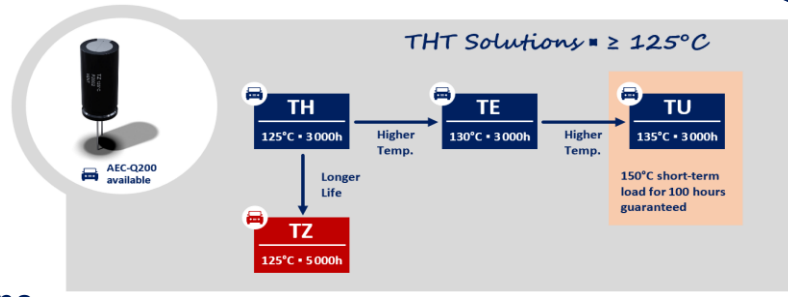 THT Solutions ▪ ≥ 125°C
TH
125°C ▪ 3000h
Higher
Temp.
TE
130°C ▪ 3000h
Higher
Temp.
TU
135°C ▪ 3000h
AEC-Q200
available
Longer
Life
150°C short-term
load for 100 hours
guaranteed
TZ
125°C ▪ 5000h